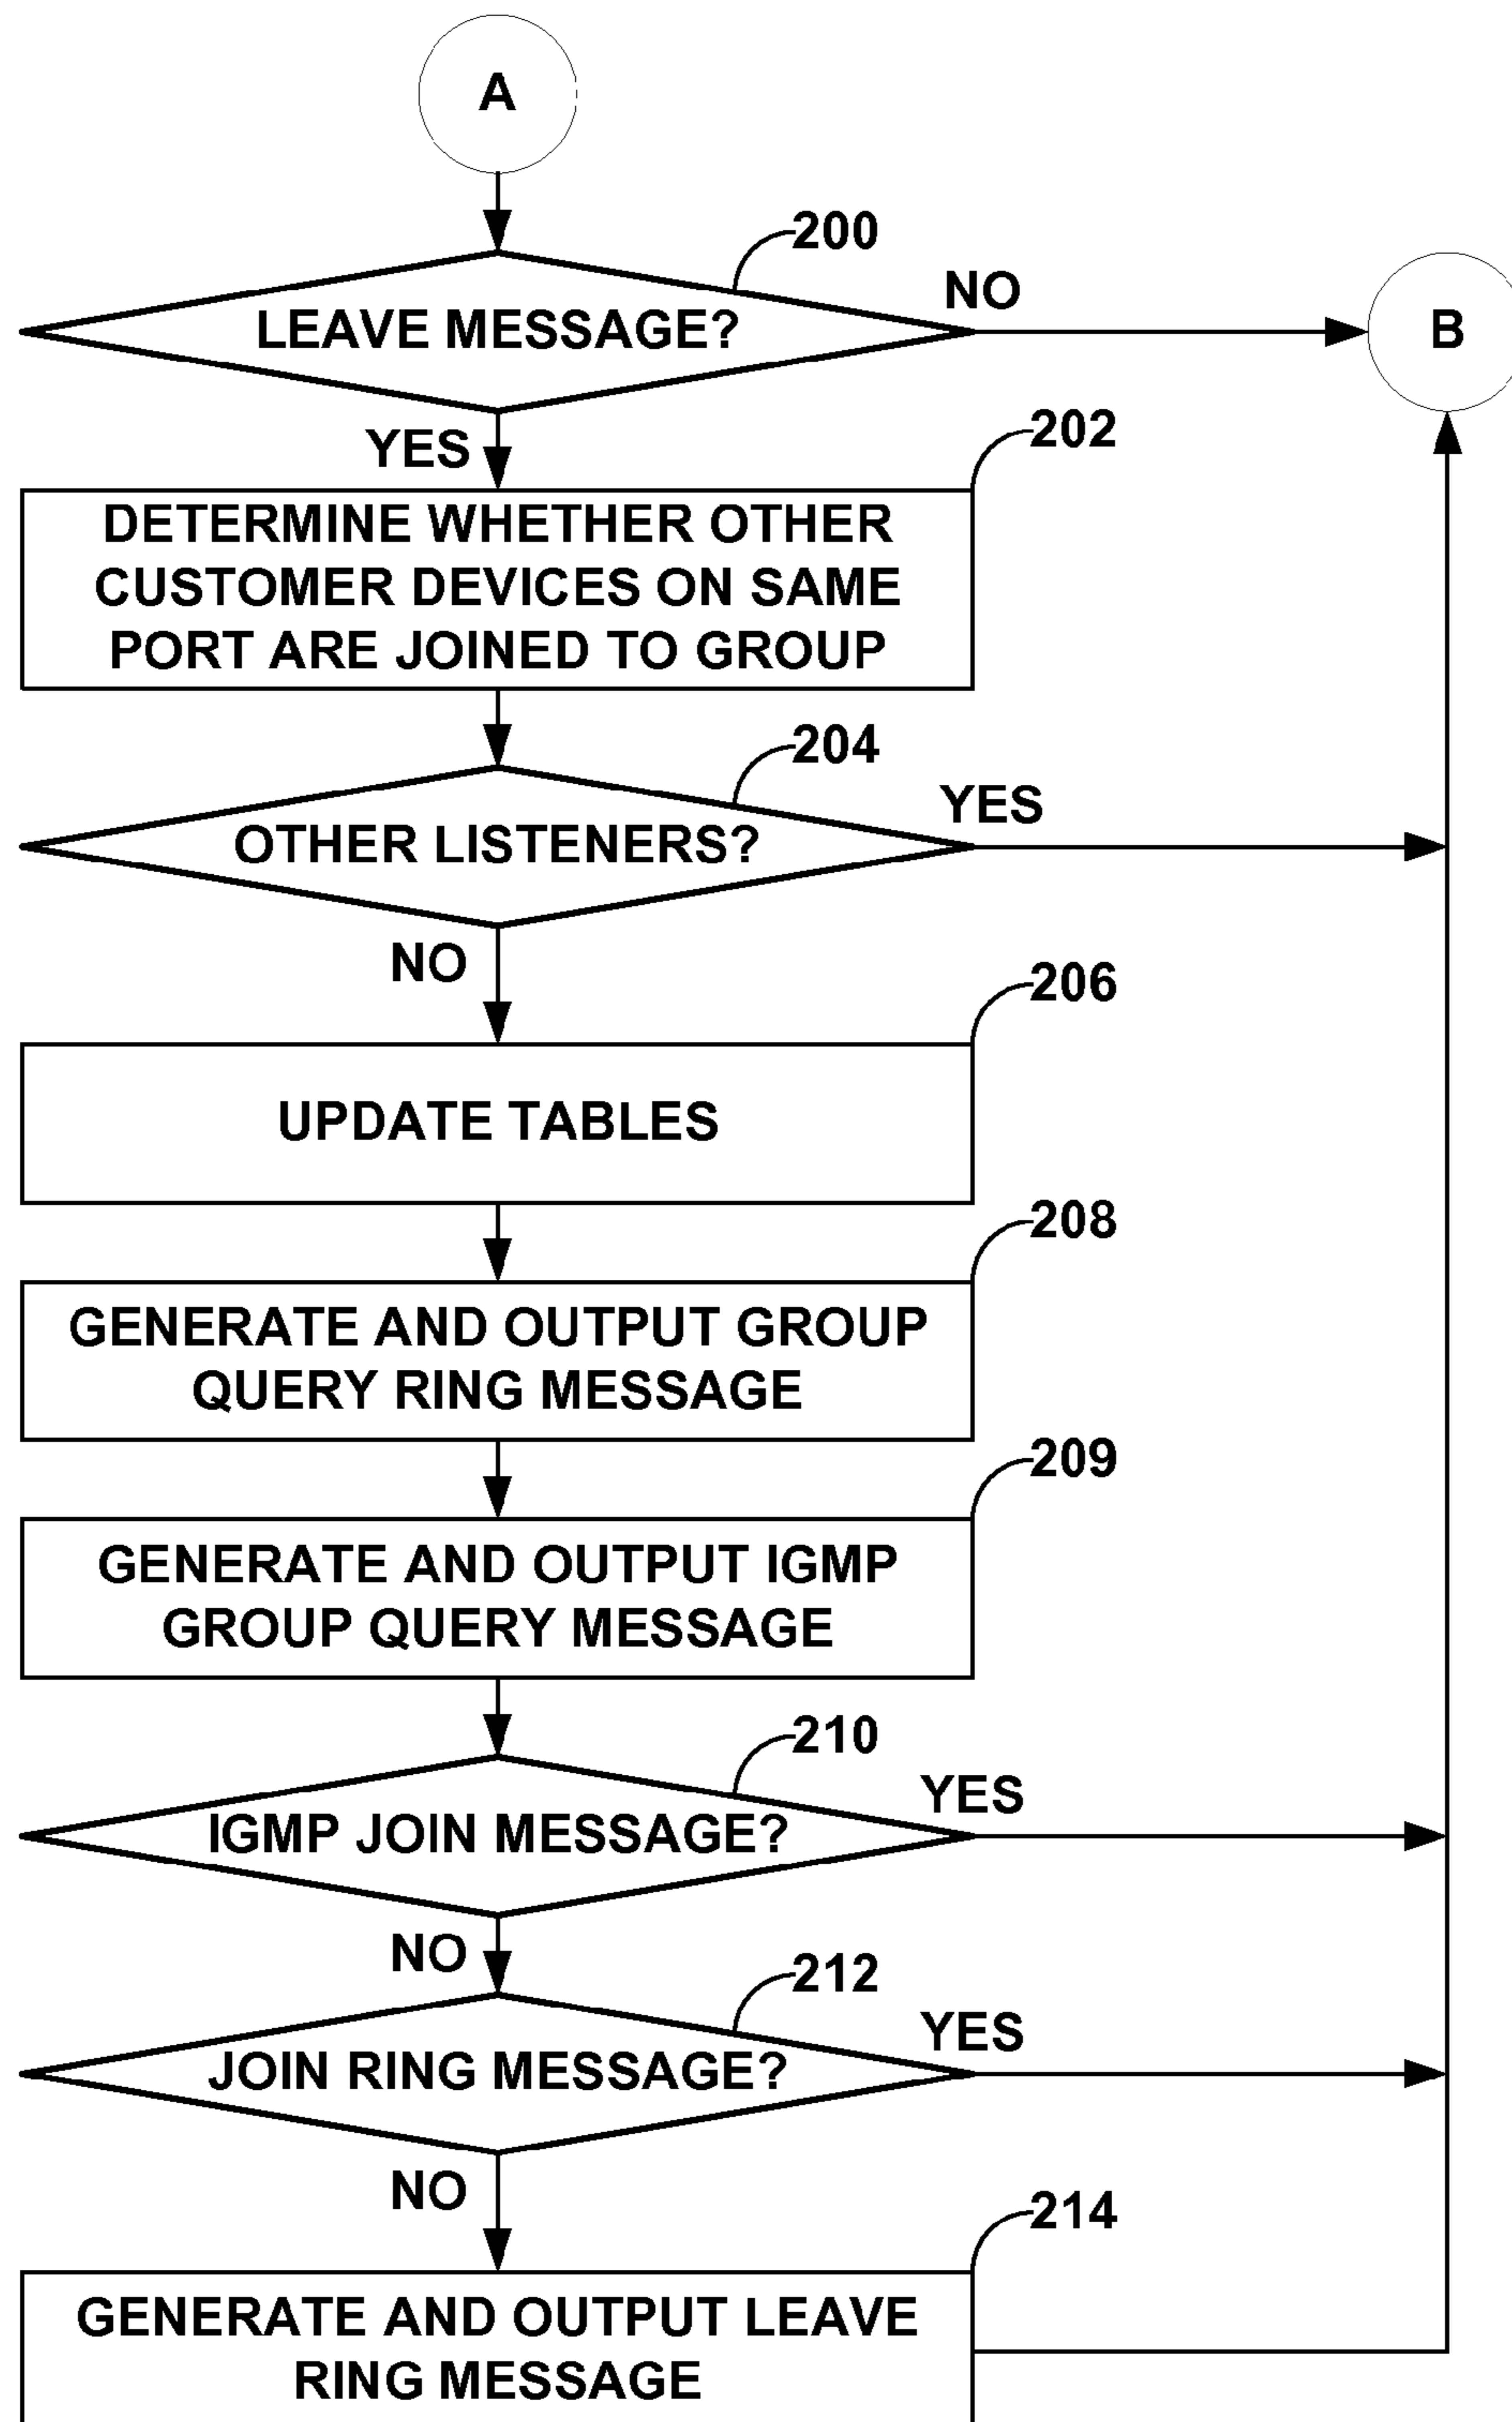 A
200
LEAVE MESSAGE?
NO
B
YES
202
DETERMINE WHETHER OTHER
CUSTOMER DEVICES ON SAME
PORT ARE JOINED TO GROUP
204
OTHER LISTENERS?
YES
NO
206
UPDATE TABLES
208
GENERATE AND OUTPUT GROUP
QUERY RING MESSAGE
209
GENERATE AND OUTPUT IGMP
GROUP QUERY MESSAGE
210
IGMP JOIN MESSAGE?
YES
NO
212
JOIN RING MESSAGE?
YES
NO
214
GENERATE AND OUTPUT LEAVE
RING MESSAGE